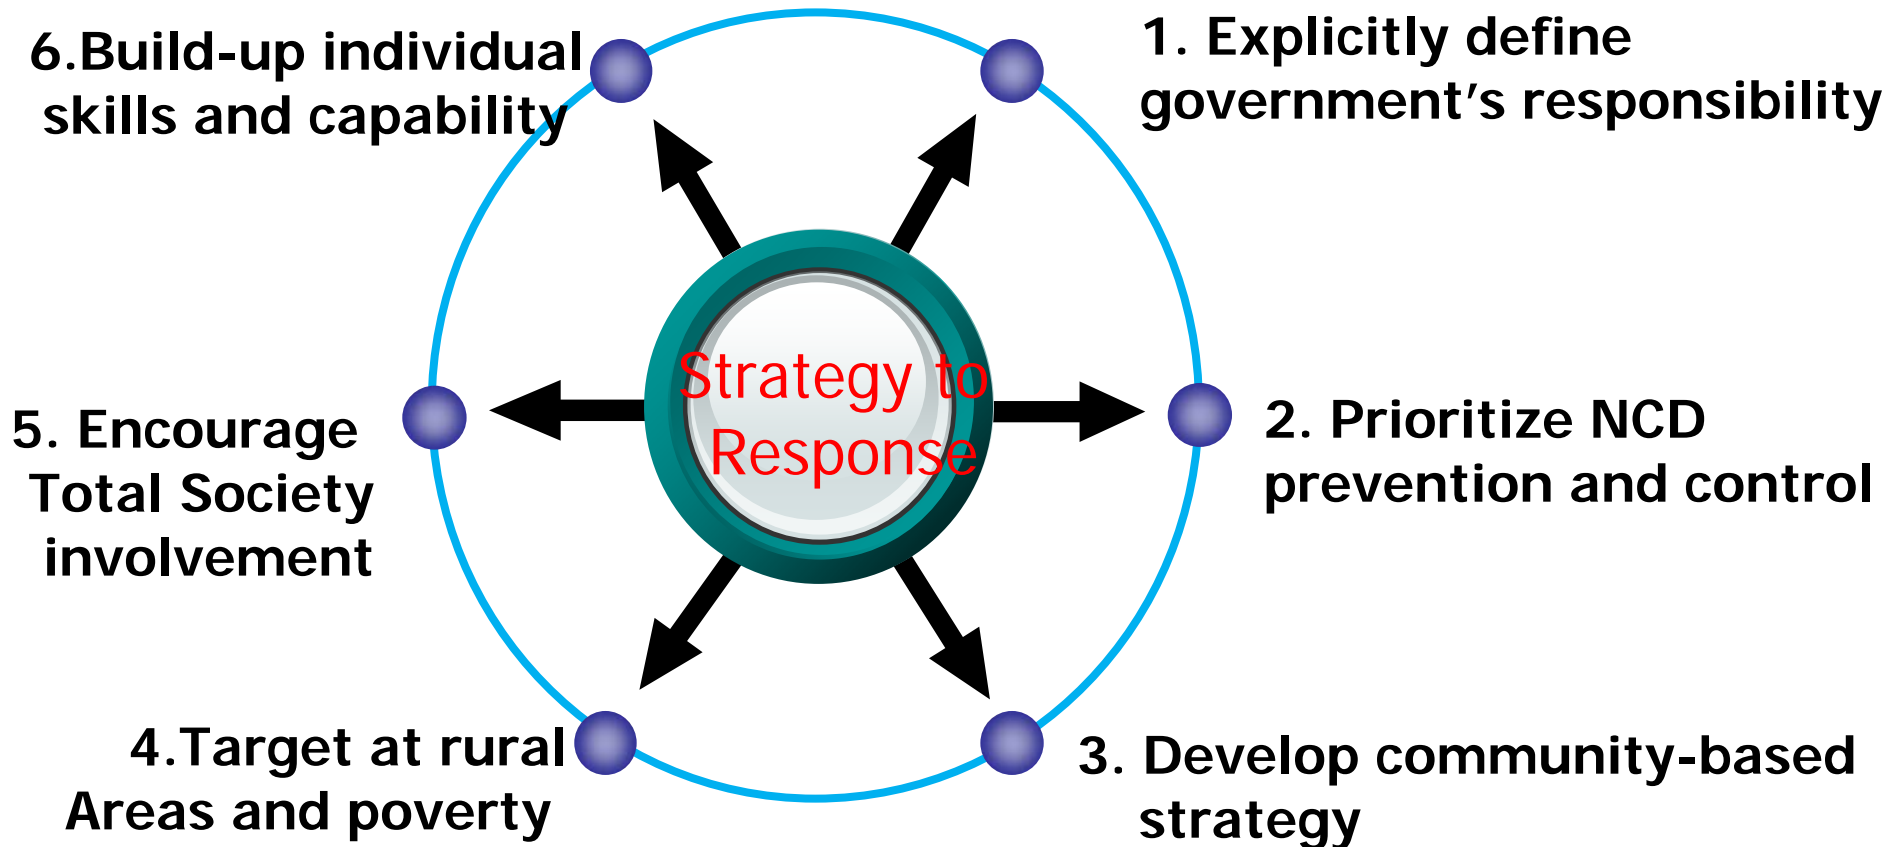 1. Explicitly define
government's responsibility
2. Prioritize NCD
prevention and control
3. Develop community-based
strategy
4.Target at rural
Areas and poverty
5. Encourage
Total Society
involvement
6.Build-up individual
skills and capability
Strategy to
Response